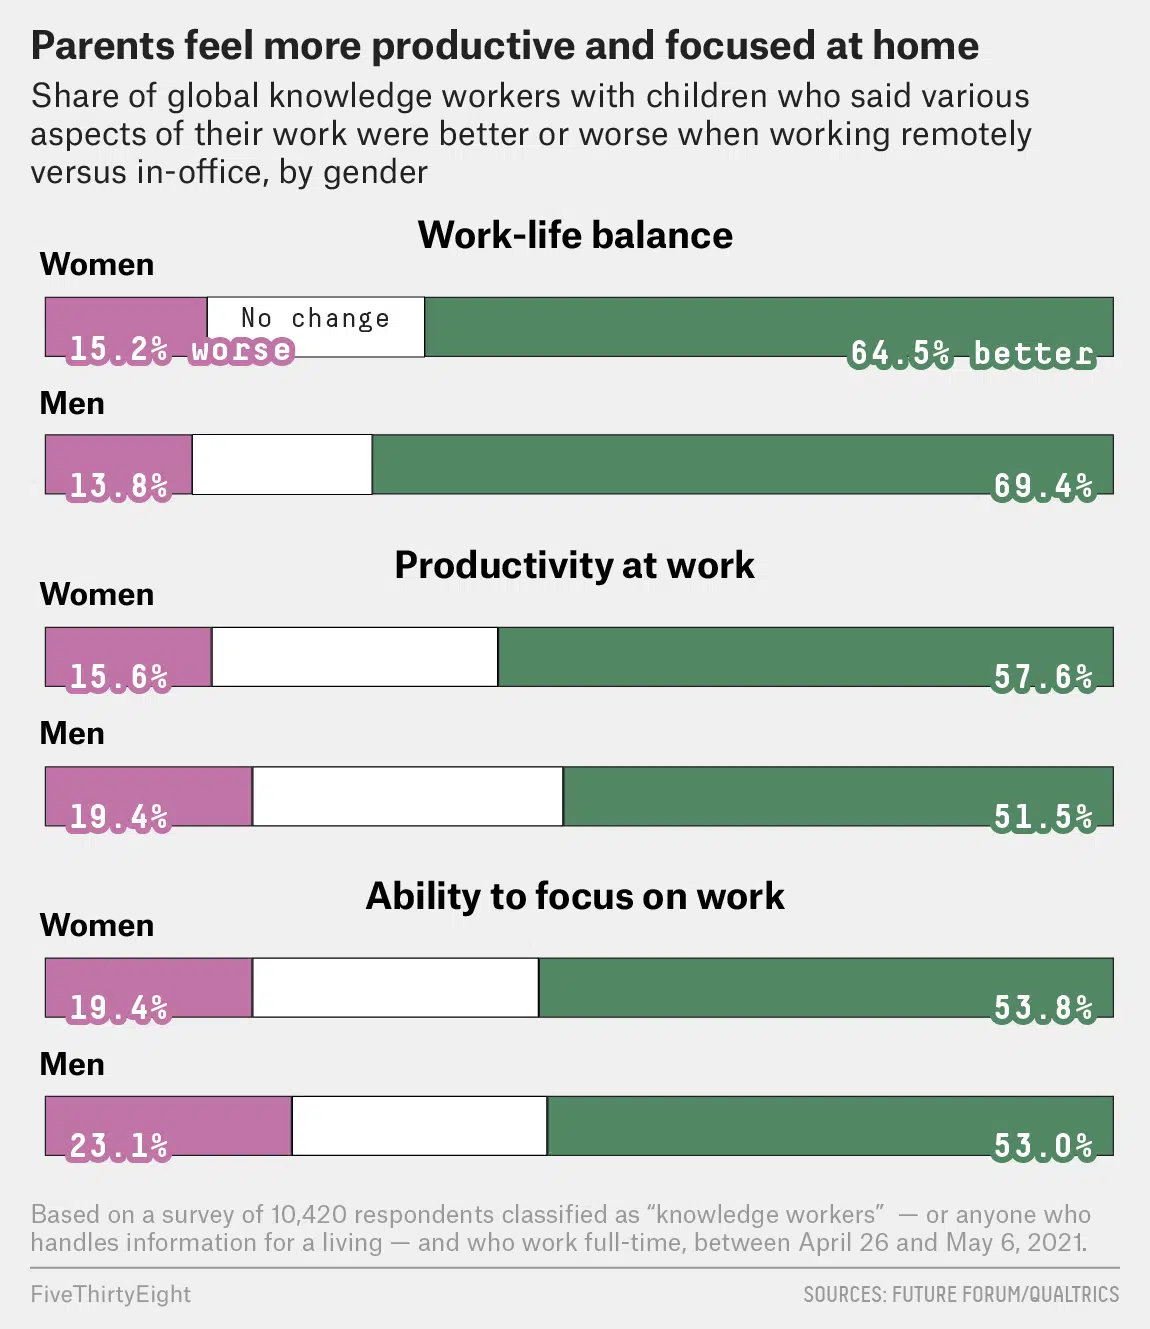 Parents feel more productive and focused at home
Share of global knowledge workers with children who said various
aspects of their work were better or worse when working remotely
versus in-office, by gender
Work-life balance
Women
No change
15.2% worse
64.5% better
Men
13.8%
69.4%
Productivity at work
Women
15.6%
57.6%
Men
19.4%
51.5%
Ability to focus on work
Women
19.4%
53.8%
Men
23.1%
53.0%
Based on a survey of 10,420 respondents classified as “knowledge workers” — or anyone who
handles information for a living — and who work full-time, between April 26 and May 6, 2021.
FiveThirtyEight
SOURCES: FUTURE FORUM/QUALTRICS